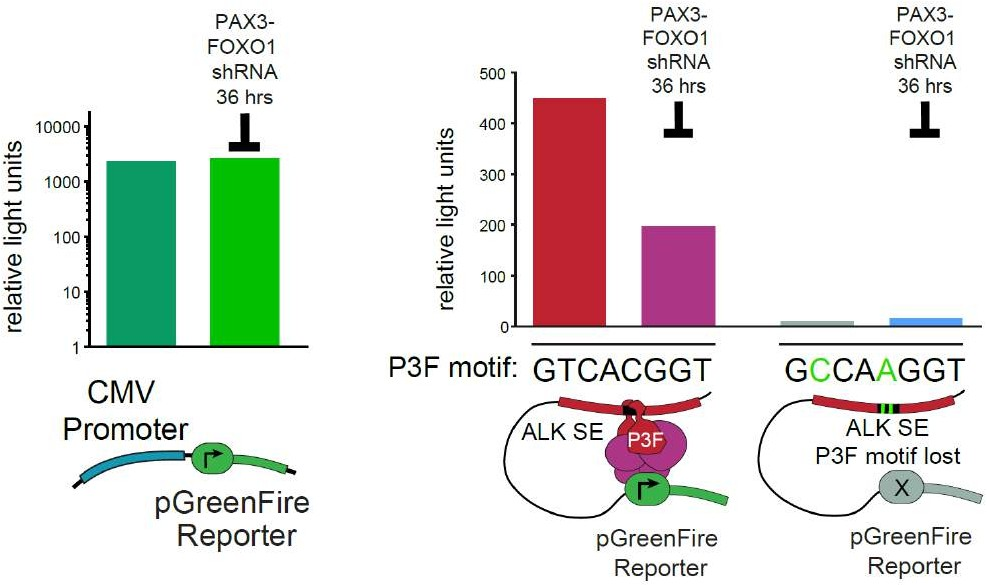 PAX3-
FOXO1
shRNA
36 hrs
relative light units
10000
1000
100
10
1
CMV
Promoter
pGreenFire
Reporter
PAX3-
FOXO1
shRNA
36 hrs
PAX3-
FOXO1
shRNA
36 hrs
relative light units
500
400
300
200
100
0
P3F motif: GTCACGGT GCCAAGGT
ALK SE
P3F
pGreenFire
Reporter
ALK SE
P3F motif lost
X
pGreenFire
Reporter